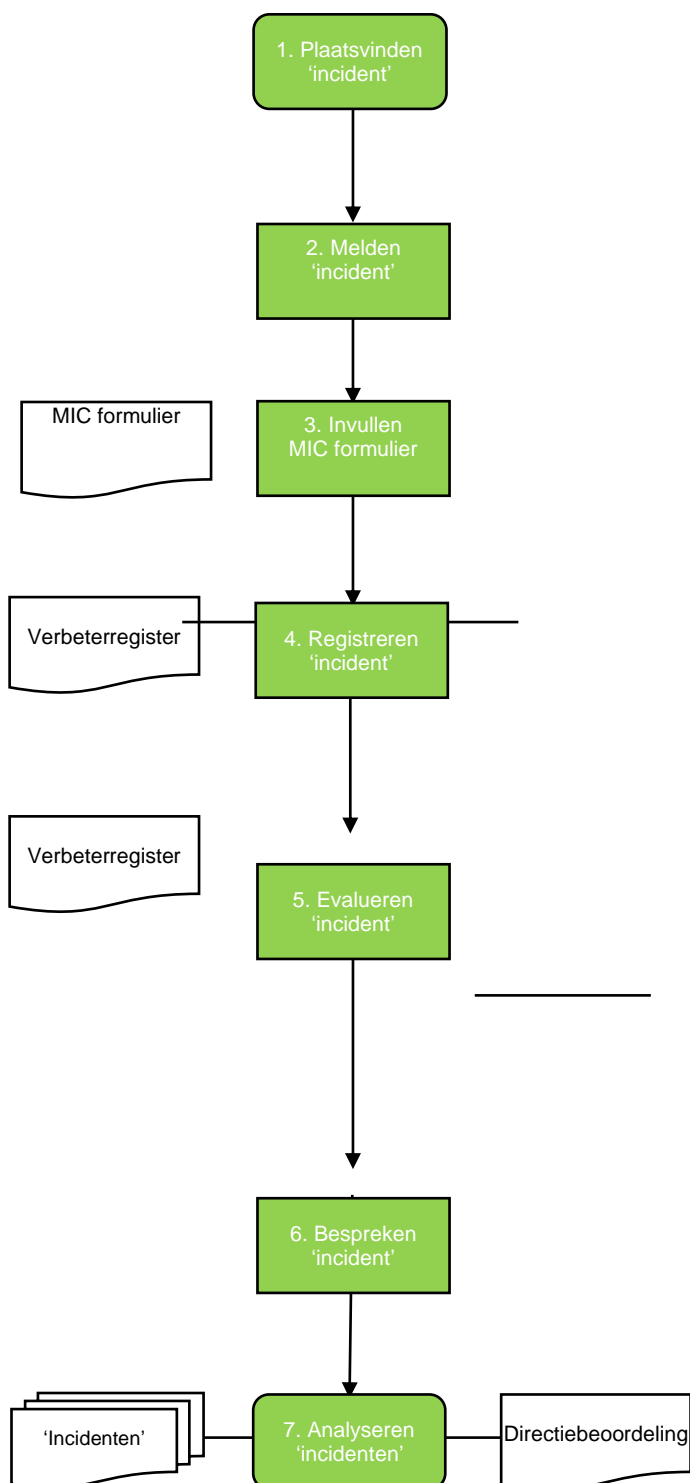 1. Plaatsvinden
‘incident’
2. Melden
‘incident’
MIC formulier
3. Invullen
MIC formulier
Verbeterregister
4. Registreren
‘incident’
Verbeterregister
5. Evalueren
‘incident’
6. Bespreken
‘incident’
‘Incidenten’
7. Analyseren
‘incidenten’
Directiebeoordeling